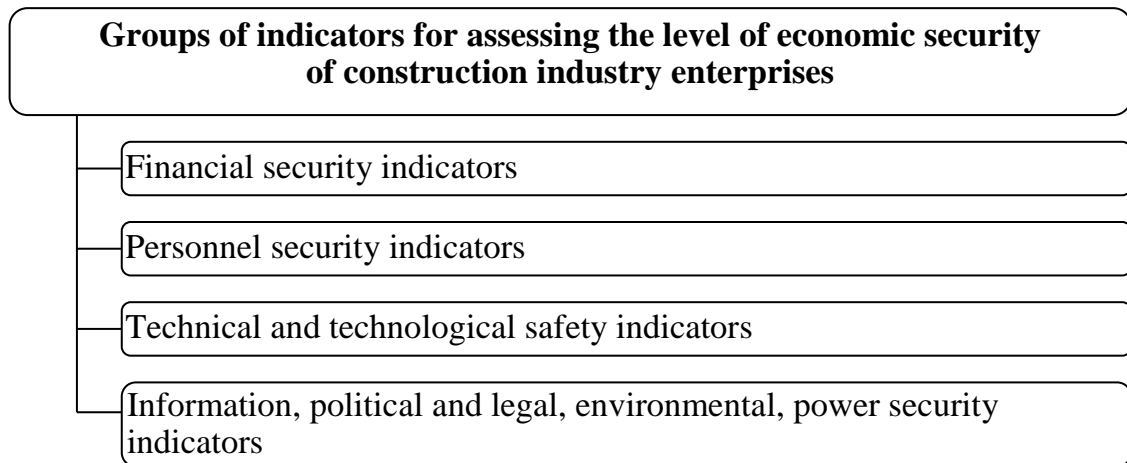 Groups of indicators for assessing the level of economic security
of construction industry enterprises
Financial security indicators
Personnel security indicators
Technical and technological safety indicators
Information, political and legal, environmental, power security
indicators